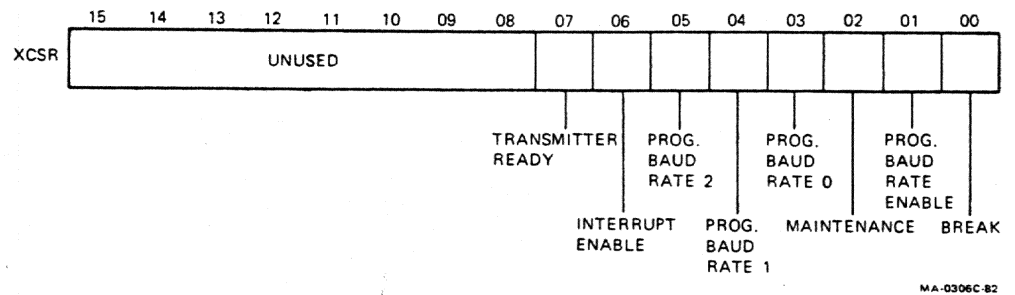 15 14 13 12 11 10 09 08 07 06 05 04 03 02 01 00
XCSR
UNUSED
TRANSMITTER
READY
PROG.
BAUD
RATE 2
PROG.
BAUD
RATE 0
PROG.
BAUD
RATE
ENABLE
INTERRUPT
ENABLE
PROG.
BAUD
RATE 1
MAINTENANCE
BREAK
MA-0306C-82